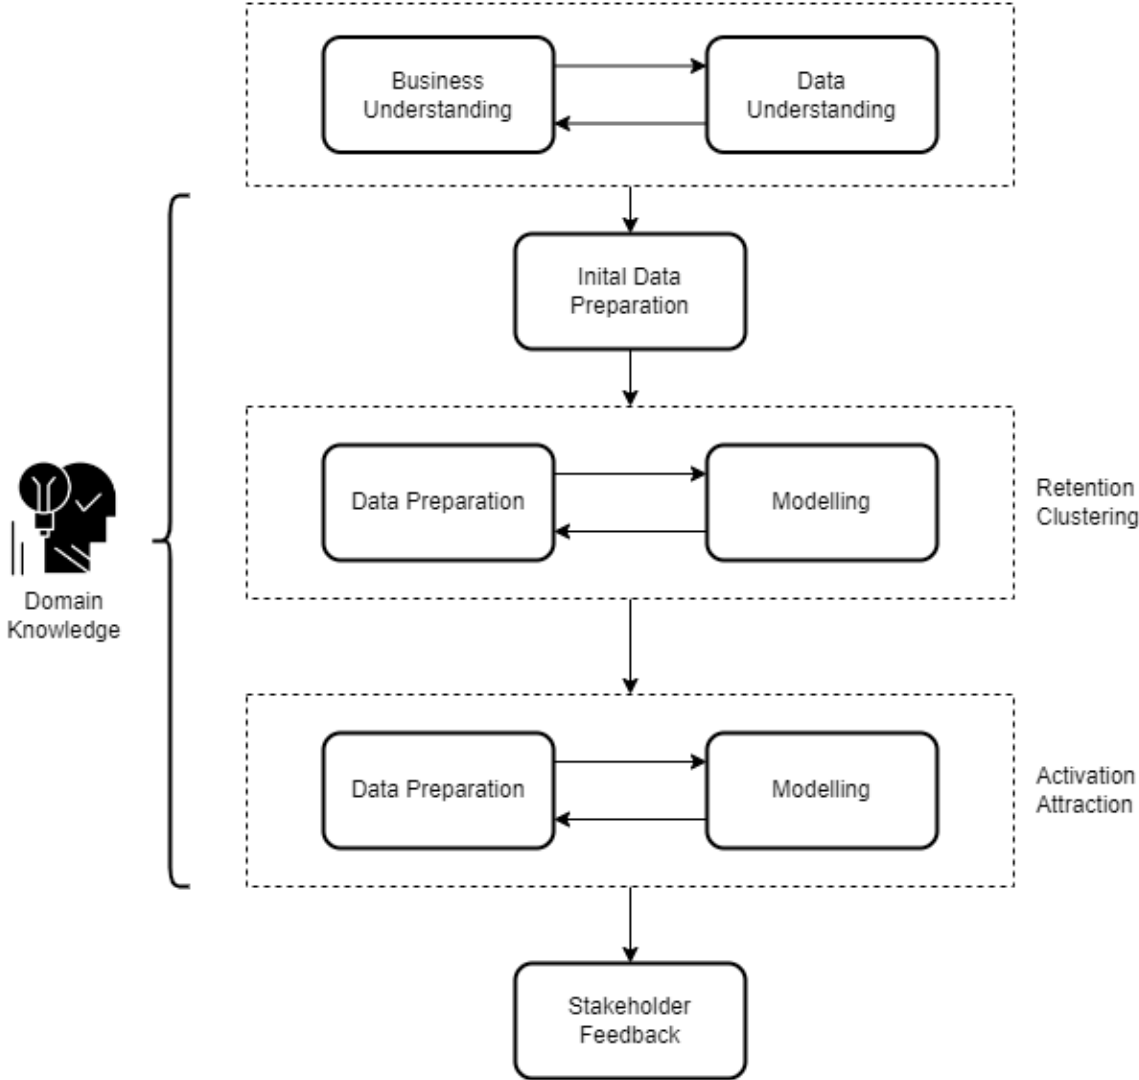 Business
Understanding
Data
Understanding
Inital Data
Preparation
Data Preparation
Modelling
Retention
Clustering
Domain
Knowledge
Data Preparation
Modelling
Activation
Attraction
Stakeholder
Feedback